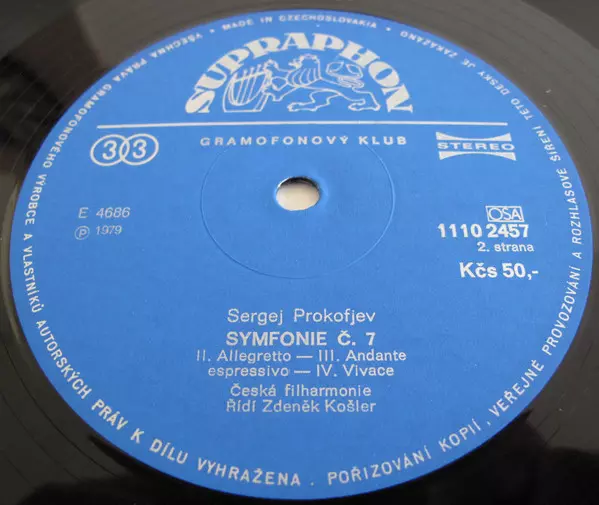 VŠECHNA PRÁVA GRAMOFONOVÉHO VÝROBCE A VLASTNÍKŮ AUTORSKÝCH PRÁV K DÍLU VYHRAŽENA . POŘIZOVÁNÍ KOPIÍ, VEŘEJNÉ PROVOZOVÁNÍ A ROZHLASOVÉ ŠÍŘENÍ TÉTO DESKY JE ZAKÁZÁNO
MADE IN CZECHOSLOVAKIA
SUPRAPHON
GRAMOFONOVÝ KLUB
33
STEREO
E 4686
Ⓟ 1979
OSA
1110 2457
2. strana
Kčs 50,-
Sergej Prokofjev
SYMFONIE Č. 7
II. Allegretto — III. Andante
espressivo — IV. Vivace
Česká filharmonie
Řídí Zdeněk Košler